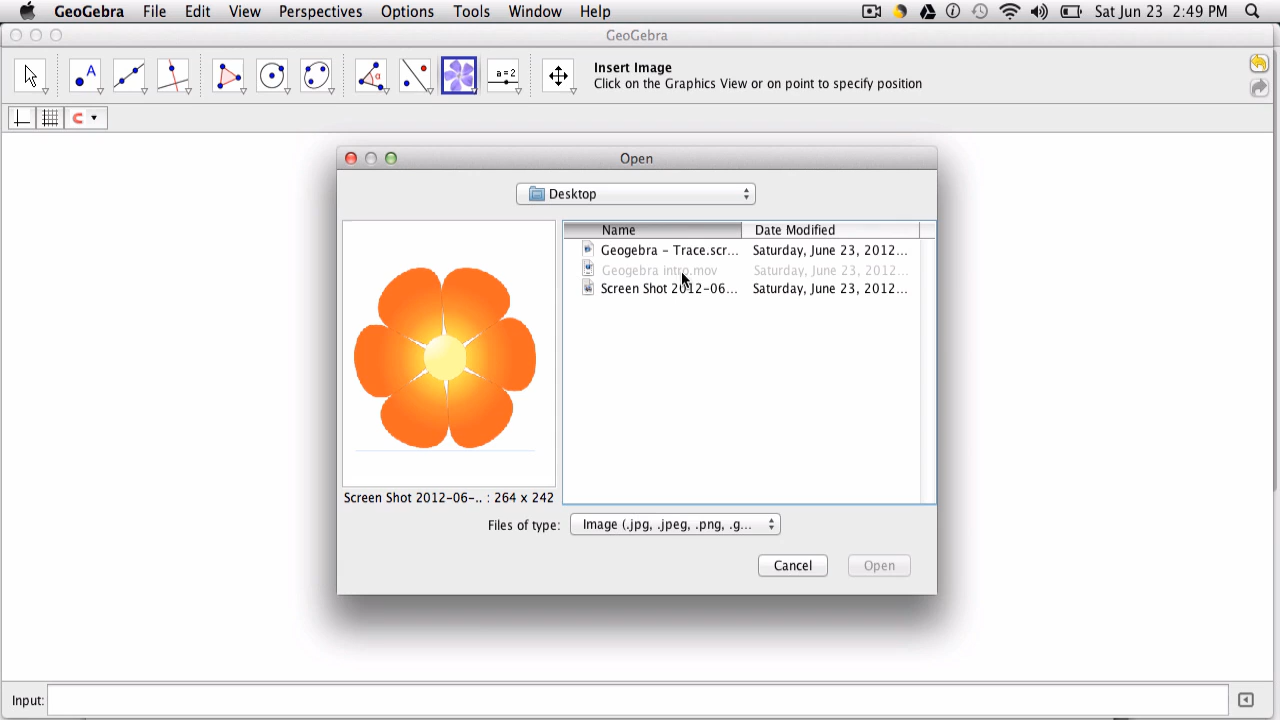 GeoGebra File Edit View Perspectives Options Tools Window Help Sat Jun 23 2:49 PM
GeoGebra
A
α
a=2
Insert Image
Click on the Graphics View or on point to specify position
Open
Desktop
Name Date Modified
Geogebra - Trace.scr... Saturday, June 23, 2012...
Geogebra intro.mov Saturday, June 23, 2012...
Screen Shot 2012-06... Saturday, June 23, 2012...
Screen Shot 2012-06-.. : 264 x 242
Files of type: Image (.jpg, .jpeg, .png, .g...
Cancel Open
Input: